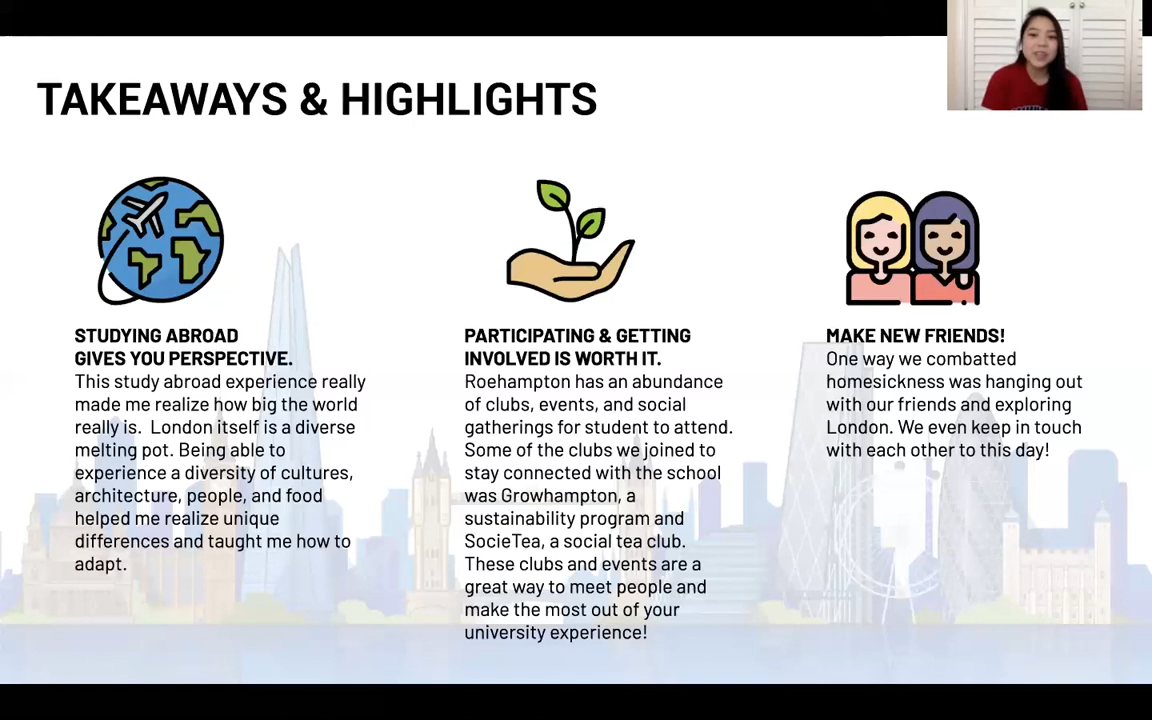 TAKEAWAYS & HIGHLIGHTS
STUDYING ABROAD
GIVES YOU PERSPECTIVE.
This study abroad experience really
made me realize how big the world
really is.  London itself is a diverse
melting pot. Being able to
experience a diversity of cultures,
architecture, people, and food
helped me realize unique
differences and taught me how to
adapt.
PARTICIPATING & GETTING
INVOLVED IS WORTH IT.
Roehampton has an abundance
of clubs, events, and social
gatherings for student to attend.
Some of the clubs we joined to
stay connected with the school
was Growhampton, a
sustainability program and
SocieTea, a social tea club.
These clubs and events are a
great way to meet people and
make the most out of your
university experience!
MAKE NEW FRIENDS!
One way we combatted
homesickness was hanging out
with our friends and exploring
London. We even keep in touch
with each other to this day!